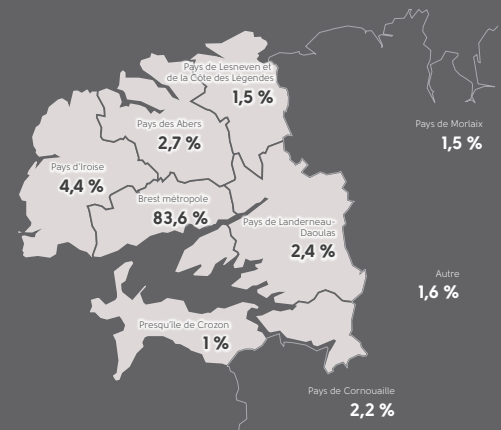 Pays de Lesneven et
de la Côte des Légendes
1,5 %
Pays de Morlaix
1,5 %
Pays des Abers
2,7 %
Pays d'Iroise
4,4 %
Brest métropole
83,6 %
Pays de Landerneau-
Daoulas
2,4 %
Autre
1,6 %
Presqu'île de Crozon
1 %
Pays de Cornouaille
2,2 %